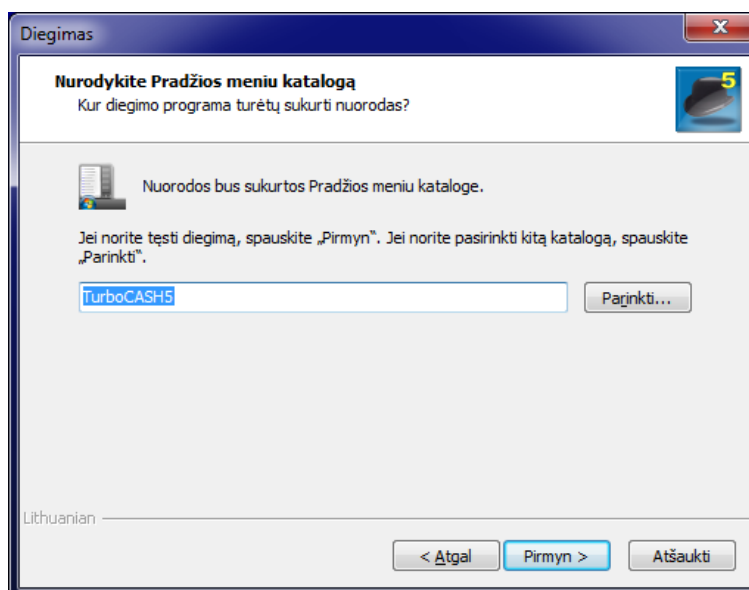 Diegimas
Nurodykite Pradžios meniu katalogą
Kur diegimo programa turėtų sukurti nuorodas?
5
Nuorodos bus sukurtos Pradžios meniu kataloge.
Jei norite tęsti diegimą, spauskite „Pirmyn“. Jei norite pasirinkti kitą katalogą, spauskite
„Parinkti“.
TurboCASH5
Parinkti...
Lithuanian
< Atgal
Pirmyn >
Atšaukti